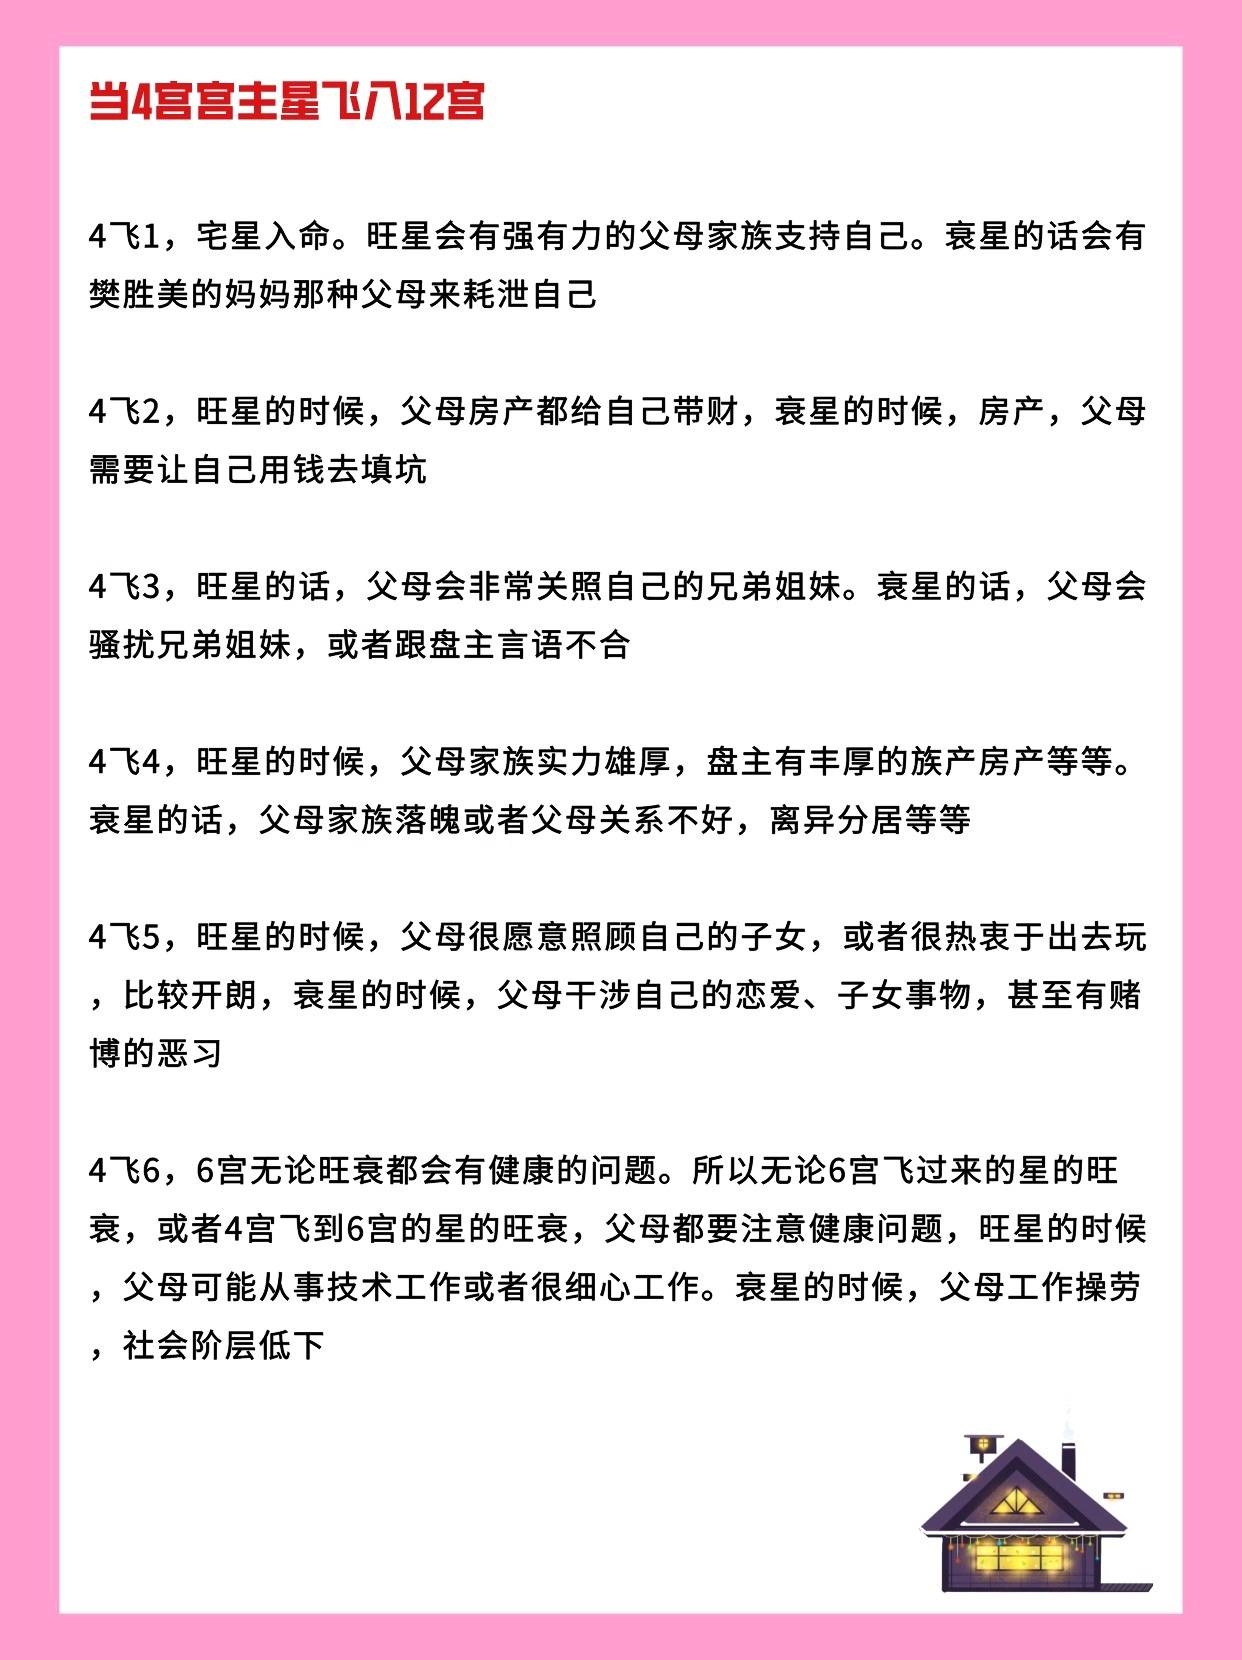 当4宫宫主星飞入12宫
4飞1，宅星入命。旺星会有强有力的父母家族支持自己。衰星的话会有
樊胜美的妈妈那种父母来耗泄自己
4飞2，旺星的时候，父母房产都给自己带财，衰星的时候，房产，父母
需要让自己用钱去填坑
4飞3，旺星的话，父母会非常关照自己的兄弟姐妹。衰星的话，父母会
骚扰兄弟姐妹，或者跟盘主言语不合
4飞4，旺星的时候，父母家族实力雄厚，盘主有丰厚的族产房产等等。
衰星的话，父母家族落魄或者父母关系不好，离异分居等等
4飞5，旺星的时候，父母很愿意照顾自己的子女，或者很热衷于出去玩
，比较开朗，衰星的时候，父母干涉自己的恋爱、子女事物，甚至有赌
博的恶习
4飞6，6宫无论旺衰都会有健康的问题。所以无论6宫飞过来的星的旺
衰，或者4宫飞到6宫的星的旺衰，父母都要注意健康问题，旺星的时候
，父母可能从事技术工作或者很细心工作。衰星的时候，父母工作操劳
，社会阶层低下